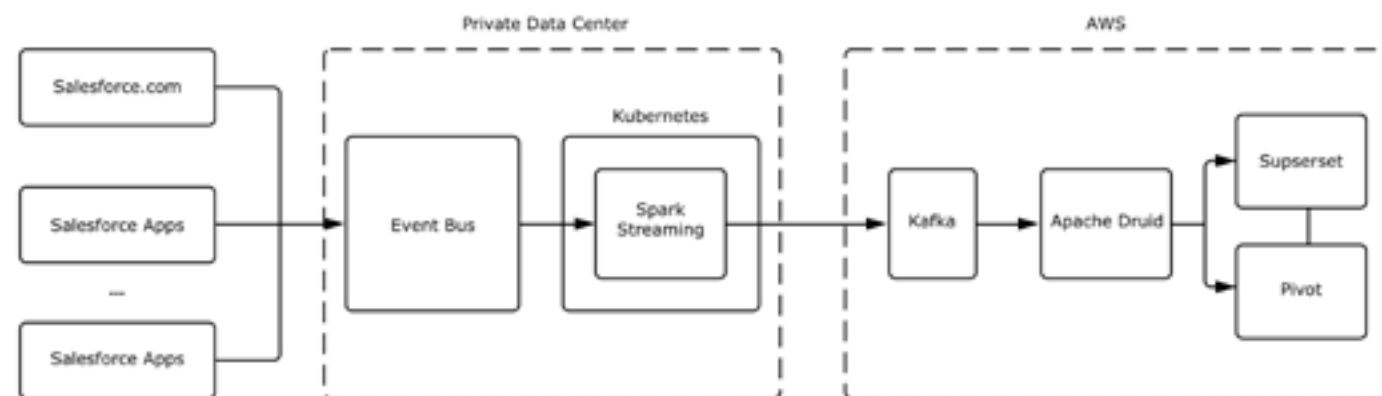 Private Data Center
AWS
Salesforce.com
Kubernetes
Supserset
Salesforce Apps
Event Bus
Spark
Streaming
Kafka
Apache Druid
...
Pivot
Salesforce Apps